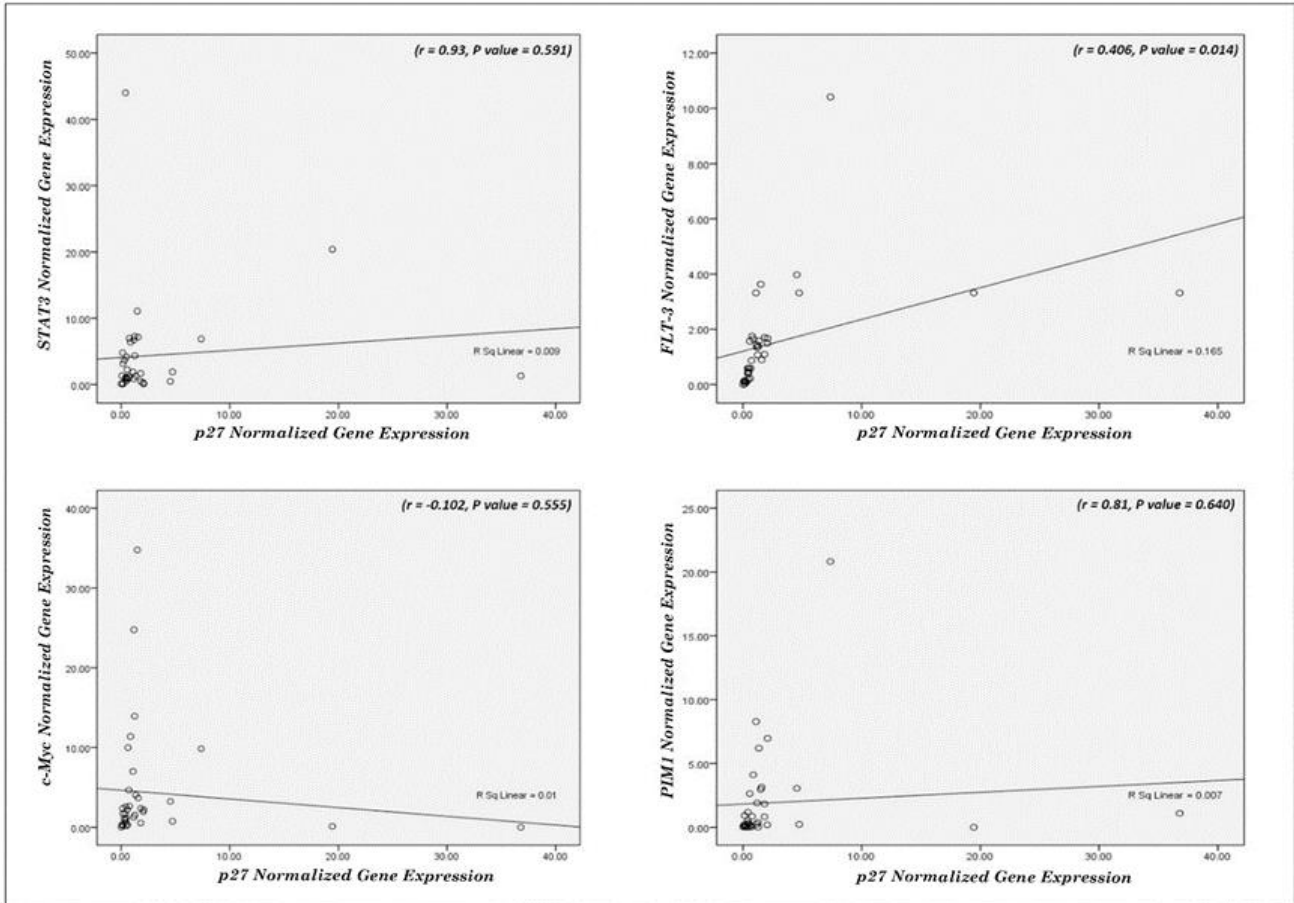 (r = 0.93, P value = 0.591)
STAT3 Normalized Gene Expression
50.00
40.00
30.00
20.00
10.00
0.00
R Sq Linear = 0.009
0.00 10.00 20.00 30.00 40.00
p27 Normalized Gene Expression
(r = 0.406, P value = 0.014)
FLT-3 Normalized Gene Expression
12.00
10.00
8.00
6.00
4.00
2.00
0.00
R Sq Linear = 0.165
0.00 10.00 20.00 30.00 40.00
p27 Normalized Gene Expression
(r = -0.102, P value = 0.555)
c-Myc Normalized Gene Expression
40.00
30.00
20.00
10.00
0.00
R Sq Linear = 0.01
0.00 10.00 20.00 30.00 40.00
p27 Normalized Gene Expression
(r = 0.81, P value = 0.640)
PIM1 Normalized Gene Expression
25.00
20.00
15.00
10.00
5.00
0.00
R Sq Linear = 0.007
0.00 10.00 20.00 30.00 40.00
p27 Normalized Gene Expression